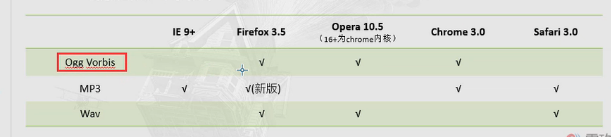 IE 9+ Firefox 3.5 Opera 10.5 Chrome 3.0 Safari 3.0
(16+为chrome内核)
Ogg Vorbis √ √ √
MP3 √ √(新版) √ √
Wav √ √ √